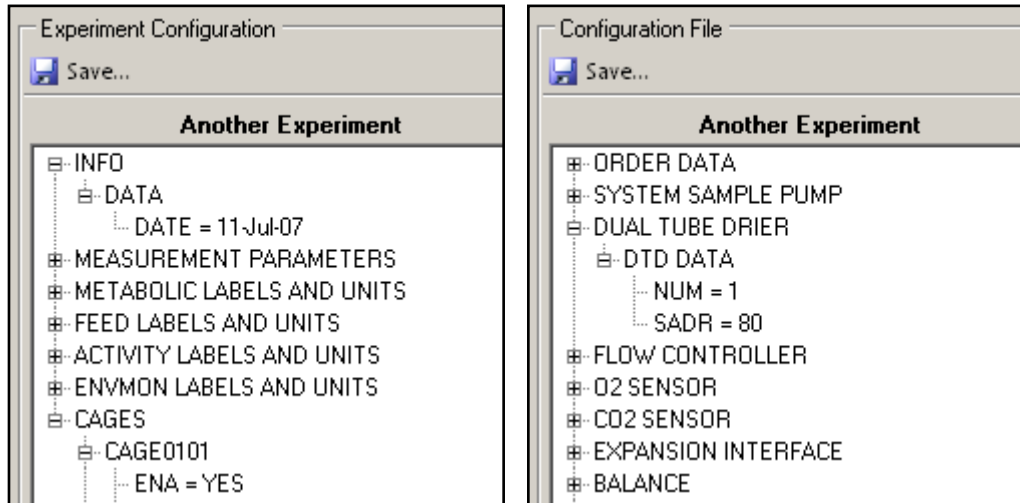 Experiment Configuration
Save...
Another Experiment
INFO
DATA
DATE = 11-Jul-07
MEASUREMENT PARAMETERS
METABOLIC LABELS AND UNITS
FEED LABELS AND UNITS
ACTIVITY LABELS AND UNITS
ENVMON LABELS AND UNITS
CAGES
CAGE0101
ENA = YES
Configuration File
Save...
Another Experiment
ORDER DATA
SYSTEM SAMPLE PUMP
DUAL TUBE DRIER
DTD DATA
NUM = 1
SADR = 80
FLOW CONTROLLER
O2 SENSOR
CO2 SENSOR
EXPANSION INTERFACE
BALANCE